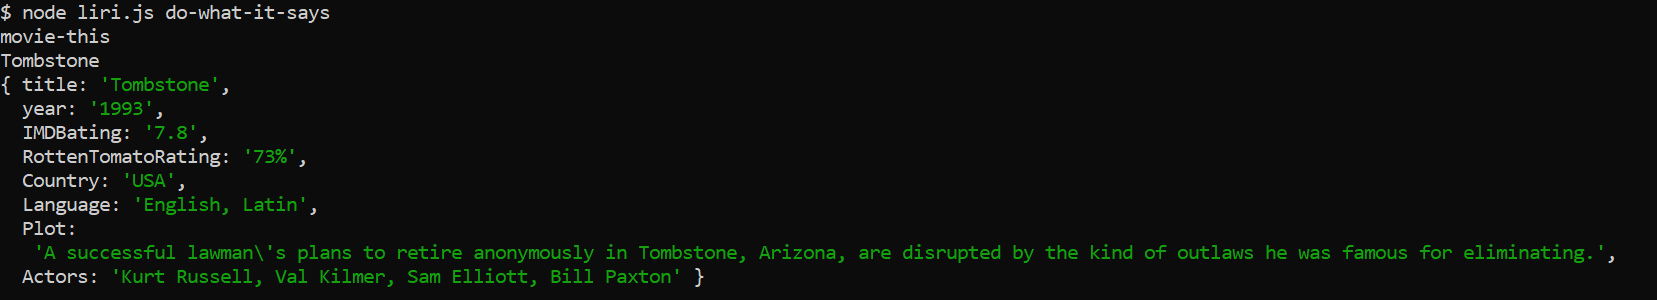 $ node liri.js do-what-it-says
movie-this
Tombstone
{ title: 'Tombstone',
  year: '1993',
  IMDBating: '7.8',
  RottenTomatoRating: '73%',
  Country: 'USA',
  Language: 'English, Latin',
  Plot:
   'A successful lawman\'s plans to retire anonymously in Tombstone, Arizona, are disrupted by the kind of outlaws he was famous for eliminating.',
  Actors: 'Kurt Russell, Val Kilmer, Sam Elliott, Bill Paxton' }